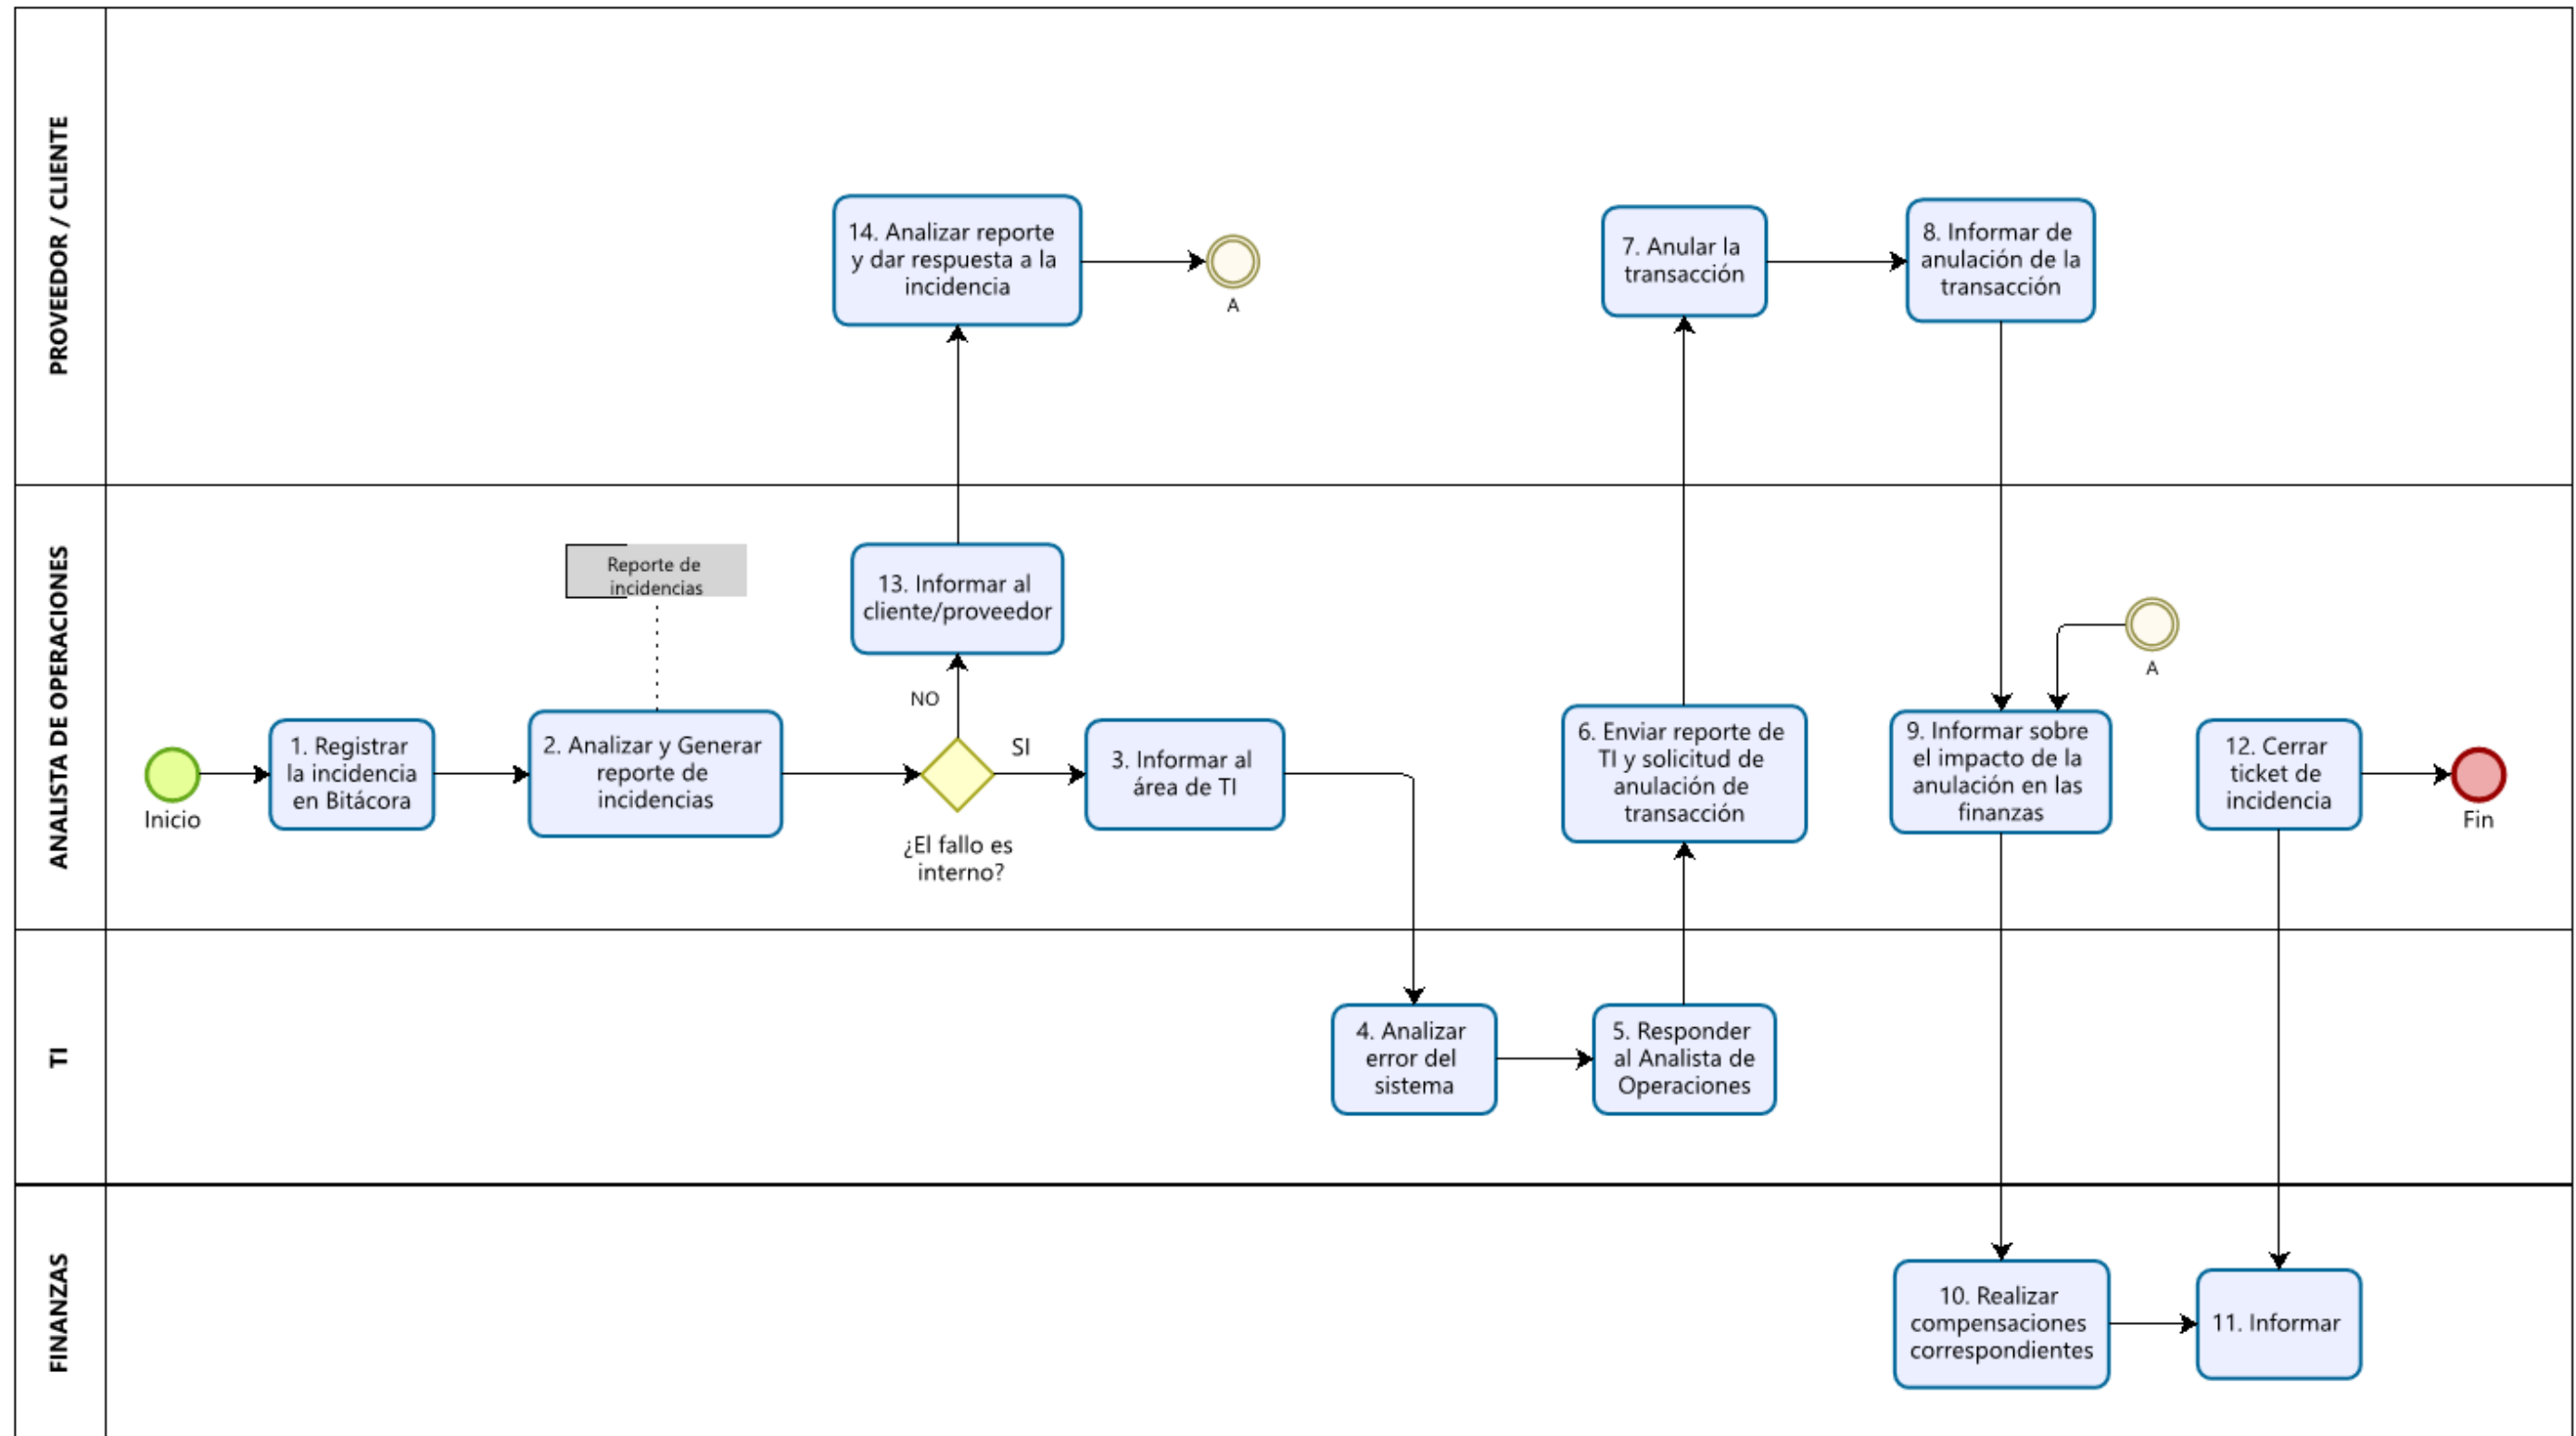 PROVEEDOR / CLIENTE
14. Analizar reporte
y dar respuesta a la
incidencia
A
7. Anular la
transacción
8. Informar de
anulación de la
transacción
ANALISTA DE OPERACIONES
Reporte de
incidencias
13. Informar al
cliente/proveedor
A
NO
SI
Inicio
1. Registrar
la incidencia
en Bitácora
2. Analizar y Generar
reporte de
incidencias
¿El fallo es
interno?
3. Informar al
área de TI
6. Enviar reporte de
TI y solicitud de
anulación de
transacción
9. Informar sobre
el impacto de la
anulación en las
finanzas
12. Cerrar
ticket de
incidencia
Fin
TI
4. Analizar
error del
sistema
5. Responder
al Analista de
Operaciones
FINANZAS
10. Realizar
compensaciones
correspondientes
11. Informar